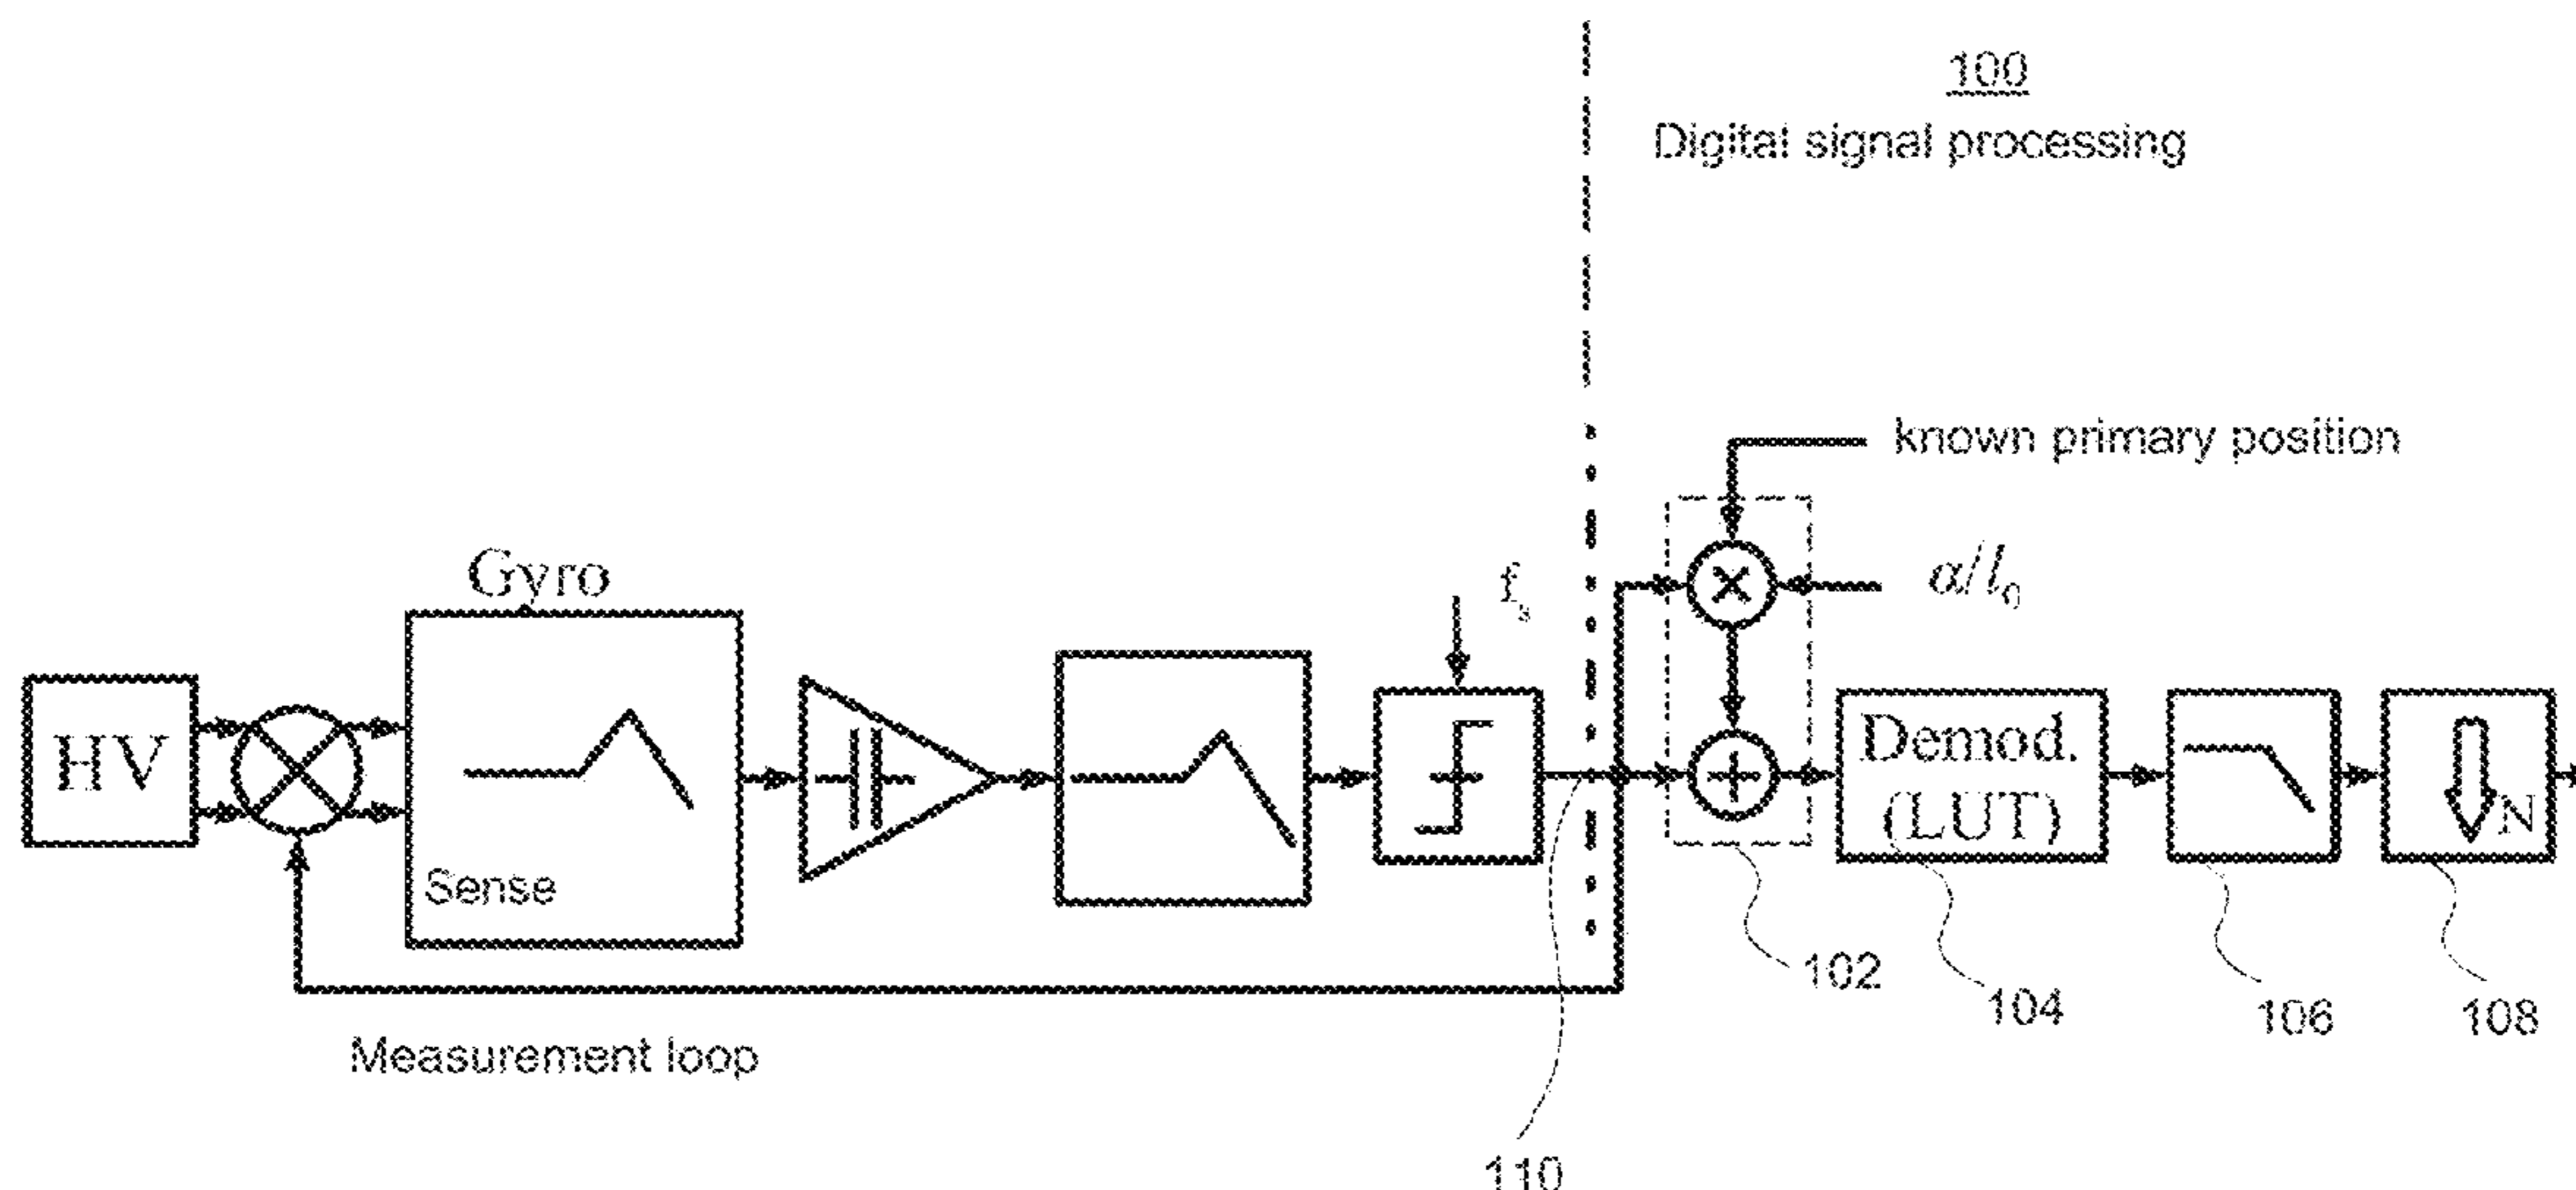 100
Digital signal processing
known primary position
α/l₀
fₛ
Gyro
HV
Sense
Demod.
(LUT)
N
102
104
106
108
Measurement loop
110